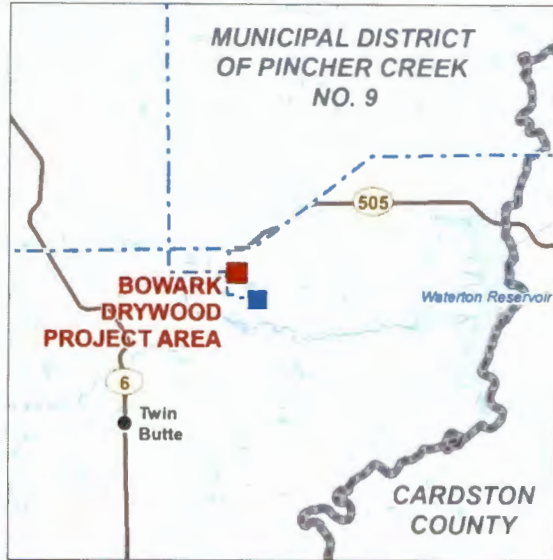 MUNICIPAL DISTRICT
OF PINCHER CREEK
NO. 9
505
BOWARK
DRYWOOD
PROJECT AREA
Waterton Reservoir
6
Twin
Butte
CARDSTON
COUNTY